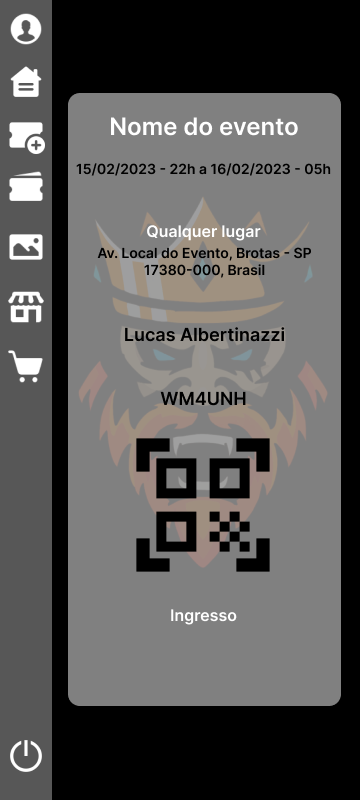 Nome do evento
15/02/2023 - 22h a 16/02/2023 - 05h
Qualquer lugar
Av. Local do Evento, Brotas - SP
17380-000, Brasil
Lucas Albertinazzi
WM4UNH
Ingresso